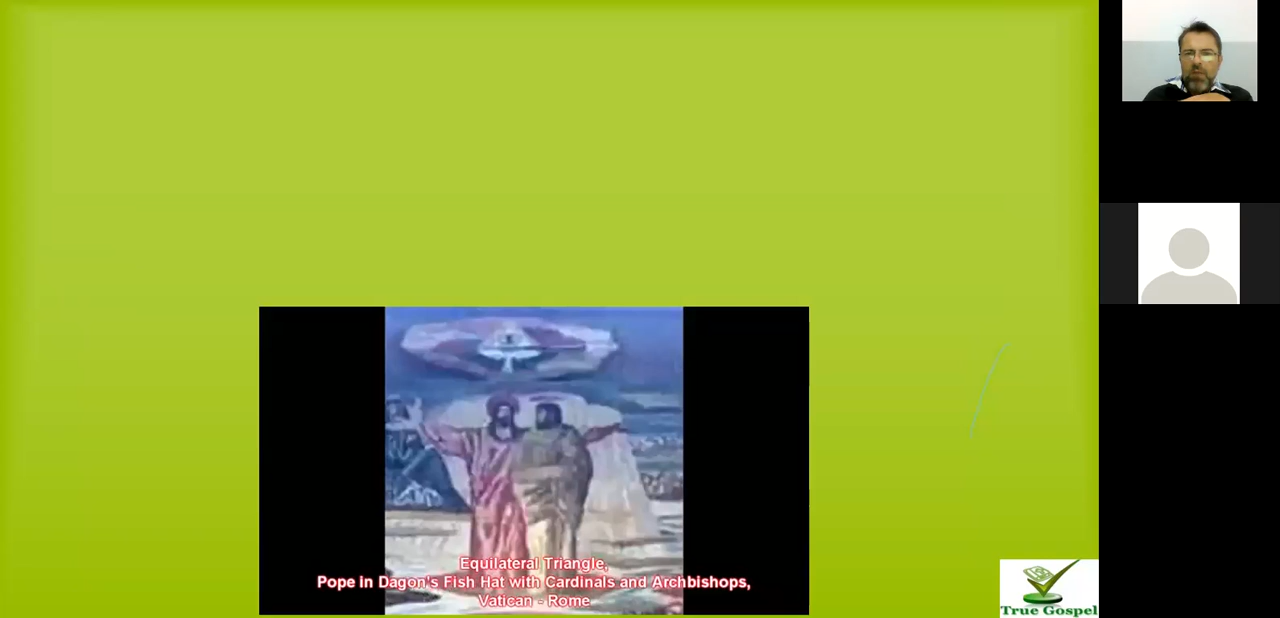 Equilateral Triangle,
Pope in Dagon's Fish Hat with Cardinals and Archbishops,
Vatican - Rome
True Gospel